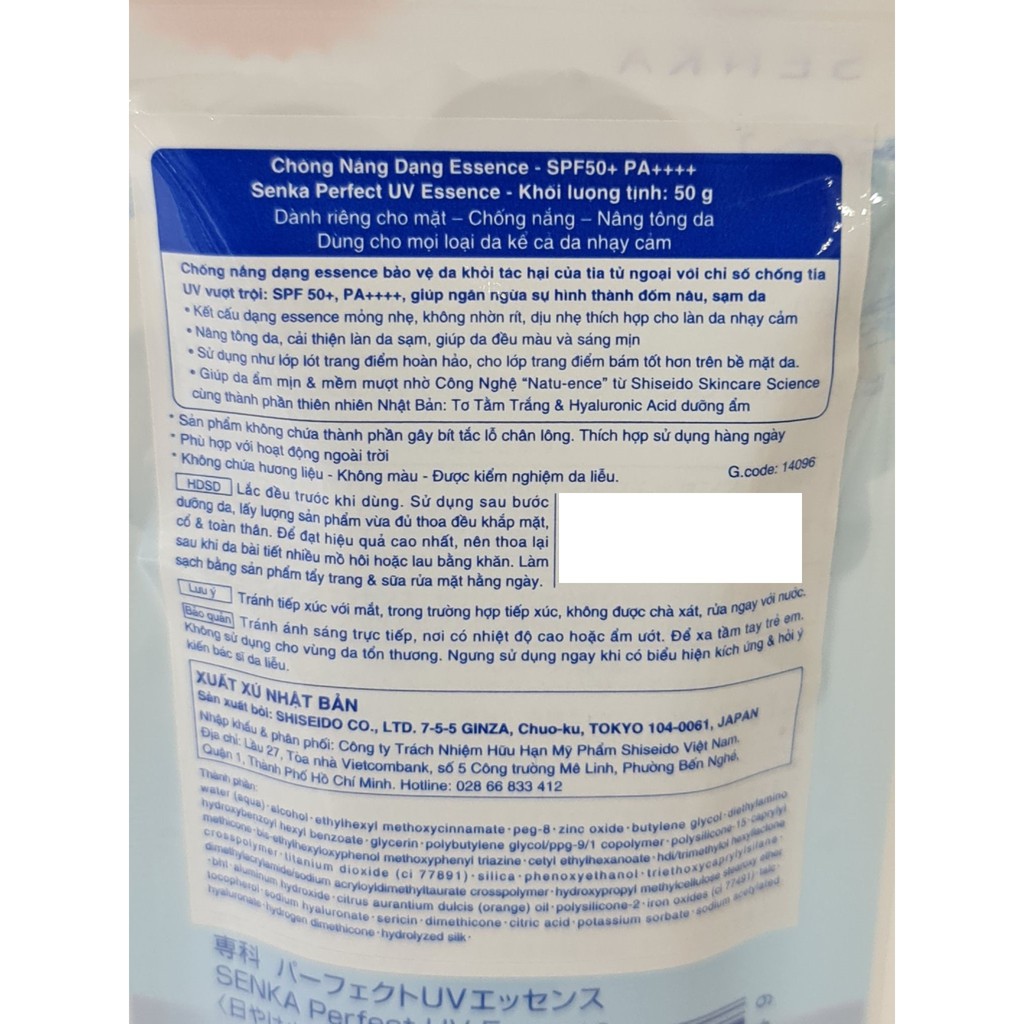 SENKA
Chống Nắng Dạng Essence - SPF50+ PA++++
Senka Perfect UV Essence - Khối lượng tịnh: 50 g
Dành riêng cho mặt – Chống nắng – Nâng tông da
Dùng cho mọi loại da kể cả da nhạy cảm
Chống nắng dạng essence bảo vệ da khỏi tác hại của tia tử ngoại với chỉ số chống tia
UV vượt trội: SPF 50+, PA++++, giúp ngăn ngừa sự hình thành đốm nâu, sạm da
• Kết cấu dạng essence mỏng nhẹ, không nhờn rít, dịu nhẹ thích hợp cho làn da nhạy cảm
• Nâng tông da, cải thiện làn da sạm, giúp da đều màu và sáng mịn
• Sử dụng như lớp lót trang điểm hoàn hảo, cho lớp trang điểm bám tốt hơn trên bề mặt da.
• Giúp da ẩm mịn & mềm mượt nhờ Công Nghệ “Natu-ence” từ Shiseido Skincare Science
cùng thành phần thiên nhiên Nhật Bản: Tơ Tằm Trắng & Hyaluronic Acid dưỡng ẩm
* Sản phẩm không chứa thành phần gây bít tắc lỗ chân lông. Thích hợp sử dụng hàng ngày
* Phù hợp với hoạt động ngoài trời
* Không chứa hương liệu - Không màu - Được kiểm nghiệm da liễu.
G.code: 14096
HDSD Lắc đều trước khi dùng. Sử dụng sau bước
dưỡng da, lấy lượng sản phẩm vừa đủ thoa đều khắp mặt,
cổ & toàn thân. Để đạt hiệu quả cao nhất, nên thoa lại
sau khi da bài tiết nhiều mồ hôi hoặc lau bằng khăn. Làm
sạch bằng sản phẩm tẩy trang & sữa rửa mặt hằng ngày.
Lưu ý Tránh tiếp xúc với mắt, trong trường hợp tiếp xúc, không được chà xát, rửa ngay với nước.
Bảo quản Tránh ánh sáng trực tiếp, nơi có nhiệt độ cao hoặc ẩm ướt. Để xa tầm tay trẻ em.
Không sử dụng cho vùng da tổn thương. Ngưng sử dụng ngay khi có biểu hiện kích ứng & hỏi ý
kiến bác sĩ da liễu.
XUẤT XỨ NHẬT BẢN
Sản xuất bởi: SHISEIDO CO., LTD. 7-5-5 GINZA, Chuo-ku, TOKYO 104-0061, JAPAN
Nhập khẩu & phân phối: Công ty Trách Nhiệm Hữu Hạn Mỹ Phẩm Shiseido Việt Nam.
Địa chỉ: Lầu 27, Tòa nhà Vietcombank, số 5 Công trường Mê Linh, Phường Bến Nghé,
Quận 1, Thành Phố Hồ Chí Minh. Hotline: 028 66 833 412
Thành phần:
water (aqua)·alcohol·ethylhexyl methoxycinnamate·peg-8·zinc oxide·butylene glycol·diethylamino
hydroxybenzoyl hexyl benzoate·glycerin·polybutylene glycol/ppg-9/1 copolymer·polysilicone-15·caprylyl
methicone·bis-ethylhexyloxyphenol methoxyphenyl triazine·cetyl ethylhexanoate·hdi/trimethylol hexyllactone
crosspolymer·titanium dioxide (ci 77891)·silica·phenoxyethanol·triethoxycaprylylsilane·
dimethylacrylamide/sodium acryloyldimethyltaurate crosspolymer·hydroxypropyl methylcellulose stearoxy ether
·bht·aluminum hydroxide·citrus aurantium dulcis (orange) oil·polysilicone-2·iron oxides (ci 77491)·talc·
tocopherol·sodium hyaluronate·sericin·dimethicone·citric acid·potassium sorbate·sodium acetylated
hyaluronate·hydrogen dimethicone·hydrolyzed silk·
専科 パーフェクトUVエッセンス
SENKA Perfect UV
〈日やけ